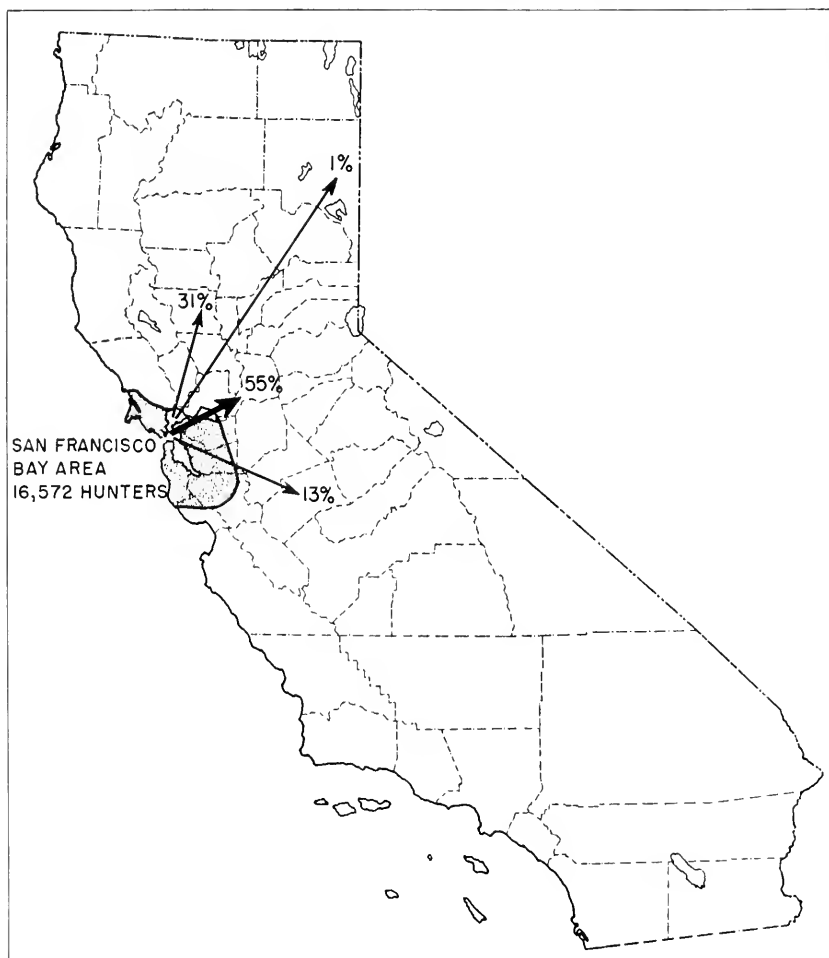 1%
31%
55%
SAN FRANCISCO
BAY AREA
16,572 HUNTERS
13%